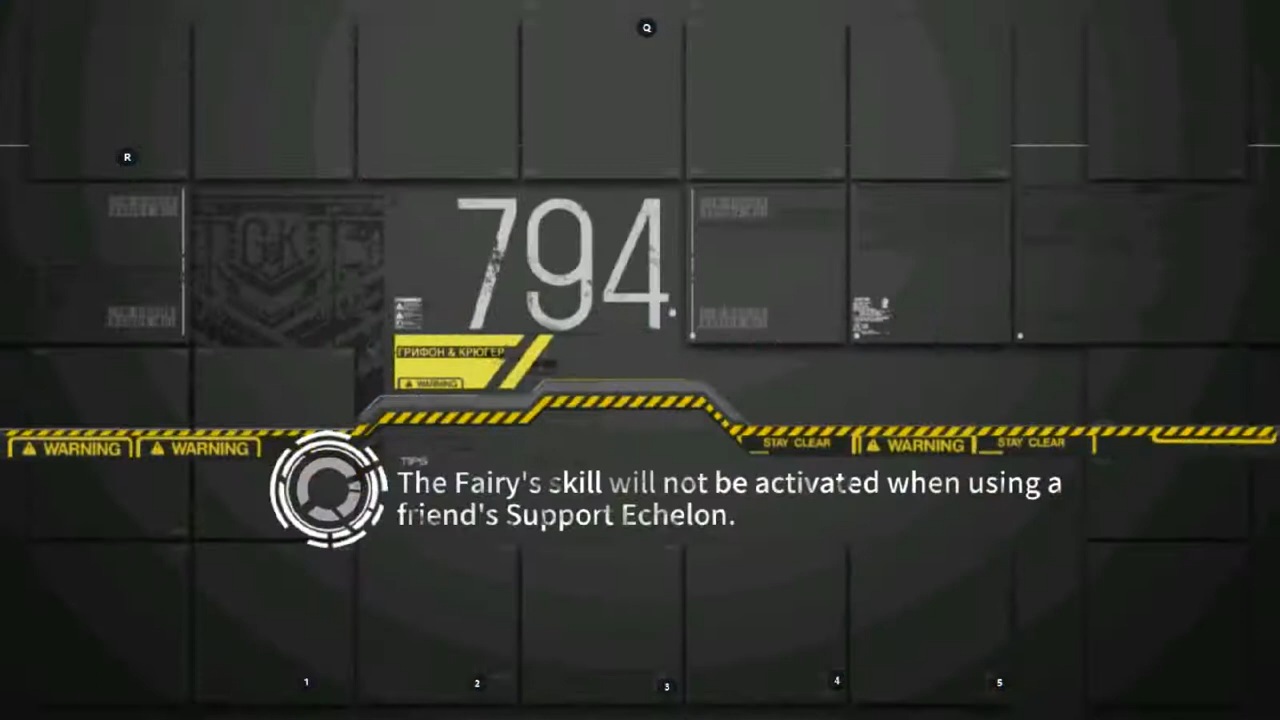 Q
R
GK
794
ГРИФОН & КРЮГЕР
WARNING
WARNING
WARNING
STAY CLEAR
WARNING
STAY CLEAR
TIPS
The Fairy's skill will not be activated when using a
friend's Support Echelon.
1
2
3
4
5